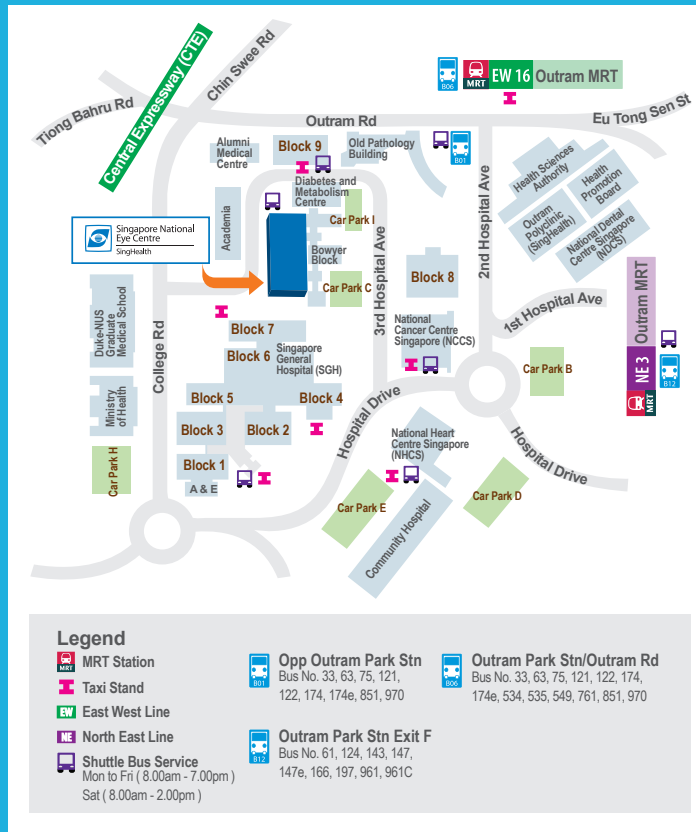 Central Expressway (CTE)
Chin Swee Rd
Tiong Bahru Rd
B06
MRT
EW 16
Outram MRT
Outram Rd
Eu Tong Sen St
Alumni
Medical
Centre
Block 9
Old Pathology
Building
B01
2nd Hospital Ave
Health Sciences
Authority
Health
Promotion
Board
Outram
Polyclinic
(SingHealth)
National Dental
Centre Singapore
(NDCS)
Diabetes and
Metabolism
Centre
Car Park I
Academia
Singapore National
Eye Centre
SingHealth
Bowyer
Block
Car Park C
3rd Hospital Ave
Block 8
1st Hospital Ave
Outram MRT
NE 3
MRT
B12
Duke-NUS
Graduate
Medical School
College Rd
Block 7
Block 6
Singapore
General
Hospital (SGH)
National
Cancer Centre
Singapore (NCCS)
Car Park B
Ministry
of Health
Block 5
Block 4
Block 3
Block 2
Hospital Drive
National Heart
Centre Singapore
(NHCS)
Hospital Drive
Car Park H
Block 1
A & E
Car Park E
Community Hospital
Car Park D
Legend
MRT
MRT Station
Taxi Stand
EW
East West Line
NE
North East Line
Shuttle Bus Service
Mon to Fri ( 8.00am - 7.00pm )
Sat ( 8.00am - 2.00pm )
B01
Opp Outram Park Stn
Bus No. 33, 63, 75, 121,
122, 174, 174e, 851, 970
B12
Outram Park Stn Exit F
Bus No. 61, 124, 143, 147,
147e, 166, 197, 961, 961C
B06
Outram Park Stn/Outram Rd
Bus No. 33, 63, 75, 121, 122, 174,
174e, 534, 535, 549, 761, 851, 970